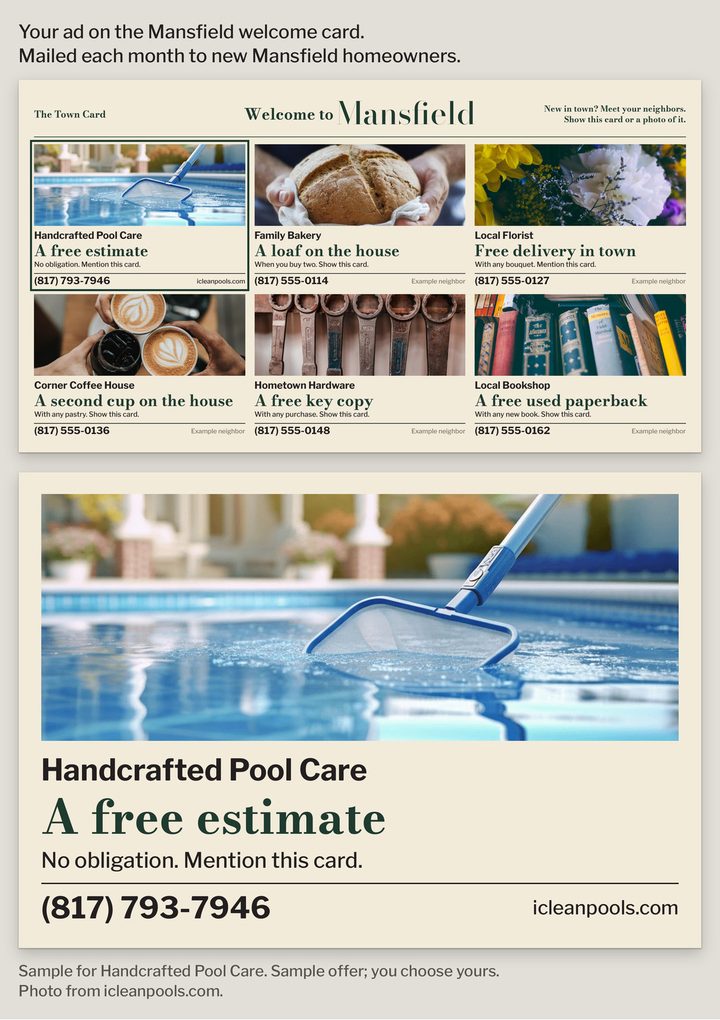 Your ad on the Mansfield welcome card.
Mailed each month to new Mansfield homeowners.
The Town Card
Welcome to Mansfield
New in town? Meet your neighbors.
Show this card or a photo of it.
Handcrafted Pool Care
A free estimate
No obligation. Mention this card.
(817) 793-7946
icleanpools.com
Family Bakery
A loaf on the house
When you buy two. Show this card.
(817) 555-0114
Example neighbor
Local Florist
Free delivery in town
With any bouquet. Mention this card.
(817) 555-0127
Example neighbor
Corner Coffee House
A second cup on the house
With any pastry. Show this card.
(817) 555-0136
Example neighbor
Hometown Hardware
A free key copy
With any purchase. Show this card.
(817) 555-0148
Example neighbor
Local Bookshop
A free used paperback
With any new book. Show this card.
(817) 555-0162
Example neighbor
Handcrafted Pool Care
A free estimate
No obligation. Mention this card.
(817) 793-7946
icleanpools.com
Sample for Handcrafted Pool Care. Sample offer; you choose yours.
Photo from icleanpools.com.